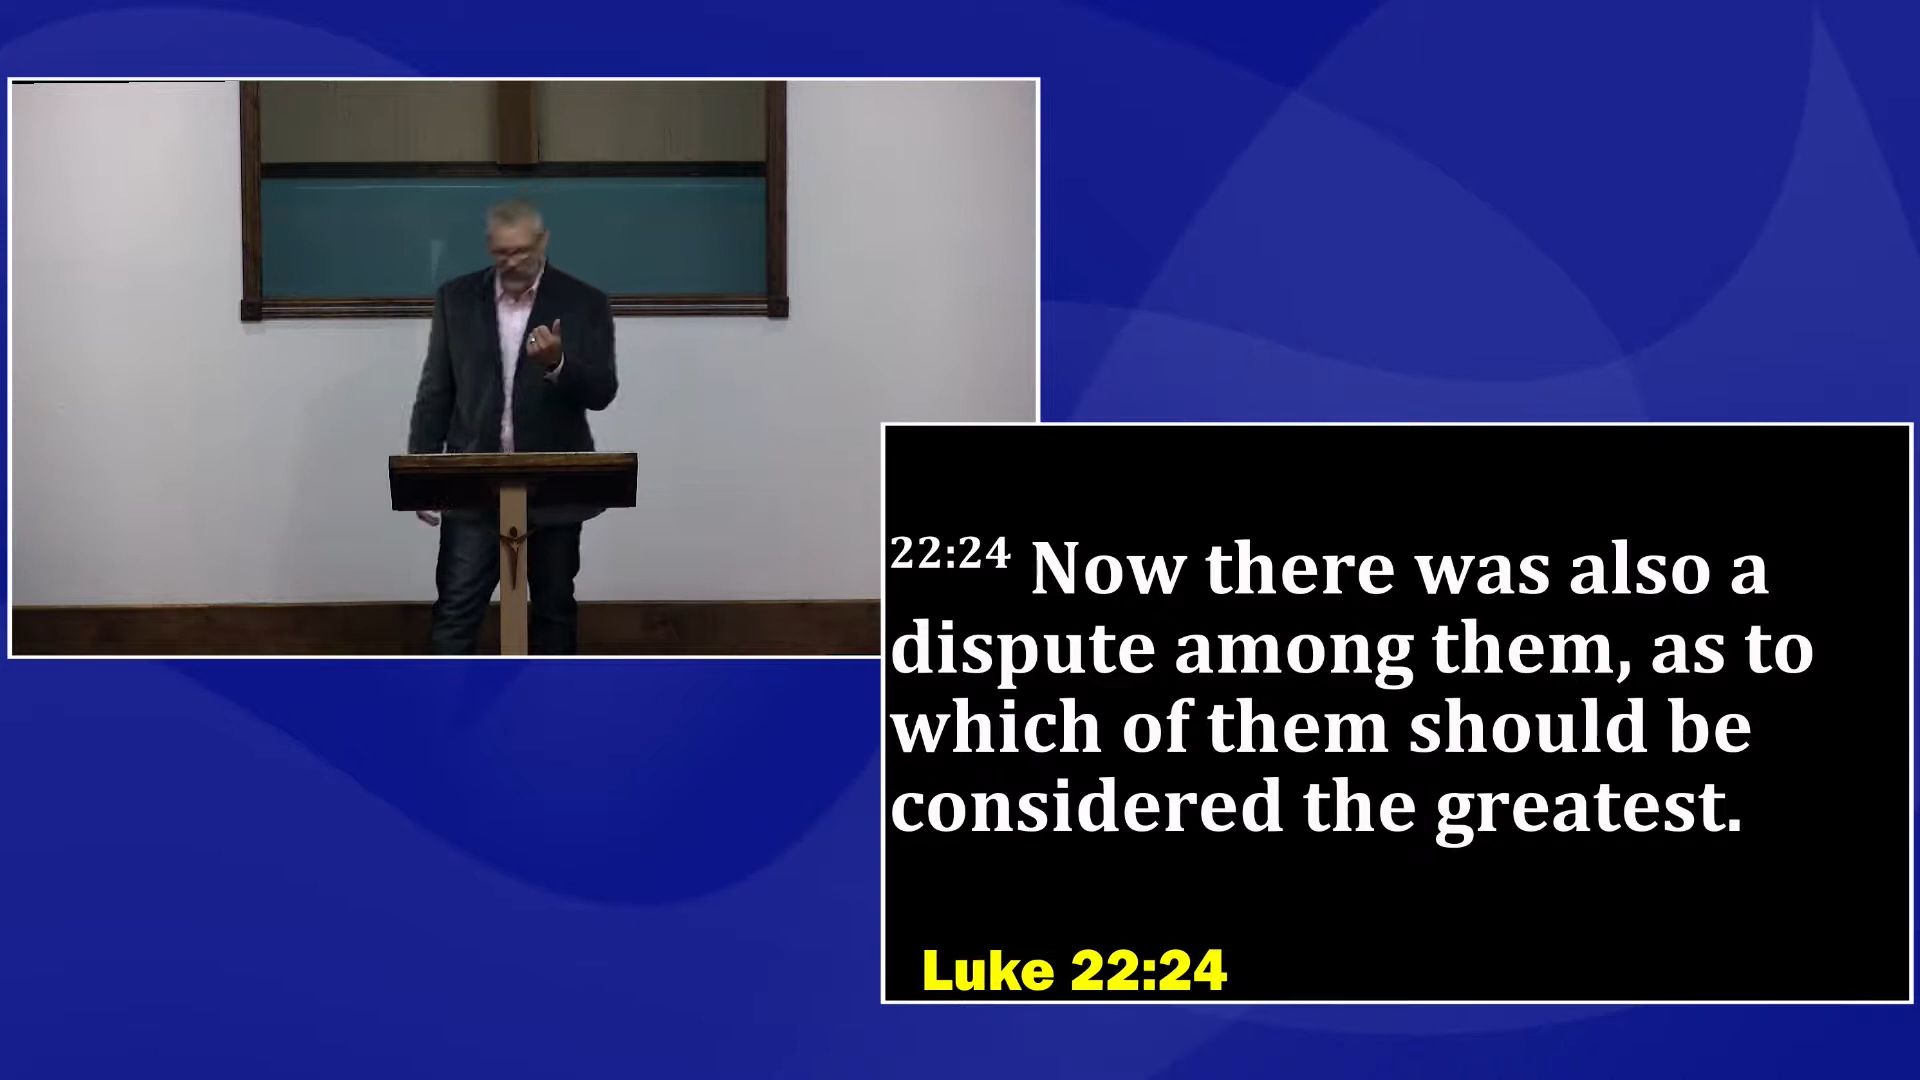 22:24 Now there was also a
dispute among them, as to
which of them should be
considered the greatest.
Luke 22:24